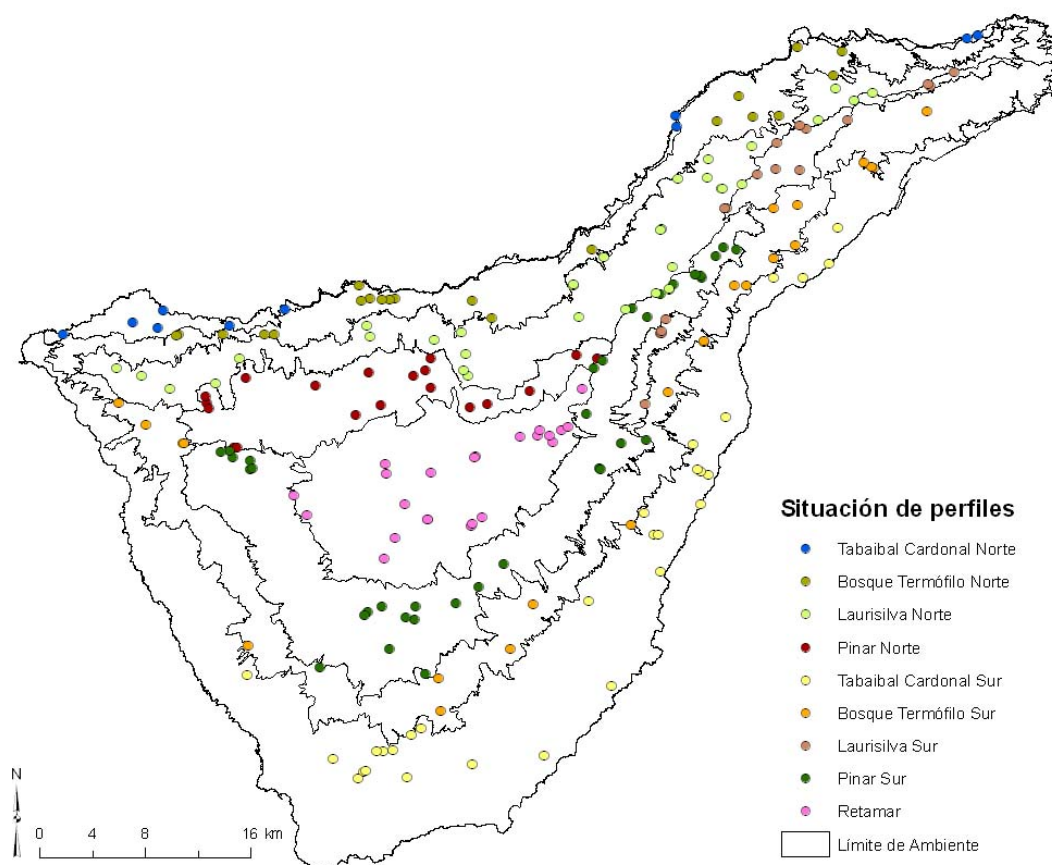 Situación de perfiles
Tabaibal Cardonal Norte
Bosque Termófilo Norte
Laurisilva Norte
Pinar Norte
Tabaibal Cardonal Sur
Bosque Termófilo Sur
Laurisilva Sur
Pinar Sur
Retamar
Límite de Ambiente
N
0 4 8 16 km